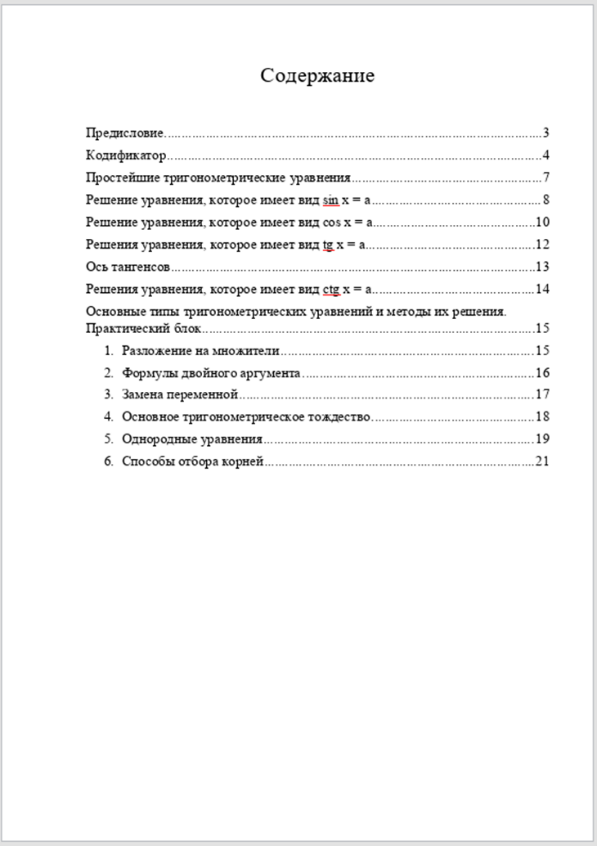 Содержание
Предисловие.....3
Кодификатор.....4
Простейшие тригонометрические уравнения.....7
Решение уравнения, которое имеет вид sin x = a.....8
Решение уравнения, которое имеет вид cos x = a.....10
Решения уравнения, которое имеет вид tg x = a.....12
Ось тангенсов.....13
Решения уравнения, которое имеет вид ctg x = a.....14
Основные типы тригонометрических уравнений и методы их решения.
Практический блок.....15
1. Разложение на множители.....15
2. Формулы двойного аргумента.....16
3. Замена переменной.....17
4. Основное тригонометрическое тождество.....18
5. Однородные уравнения.....19
6. Способы отбора корней.....21